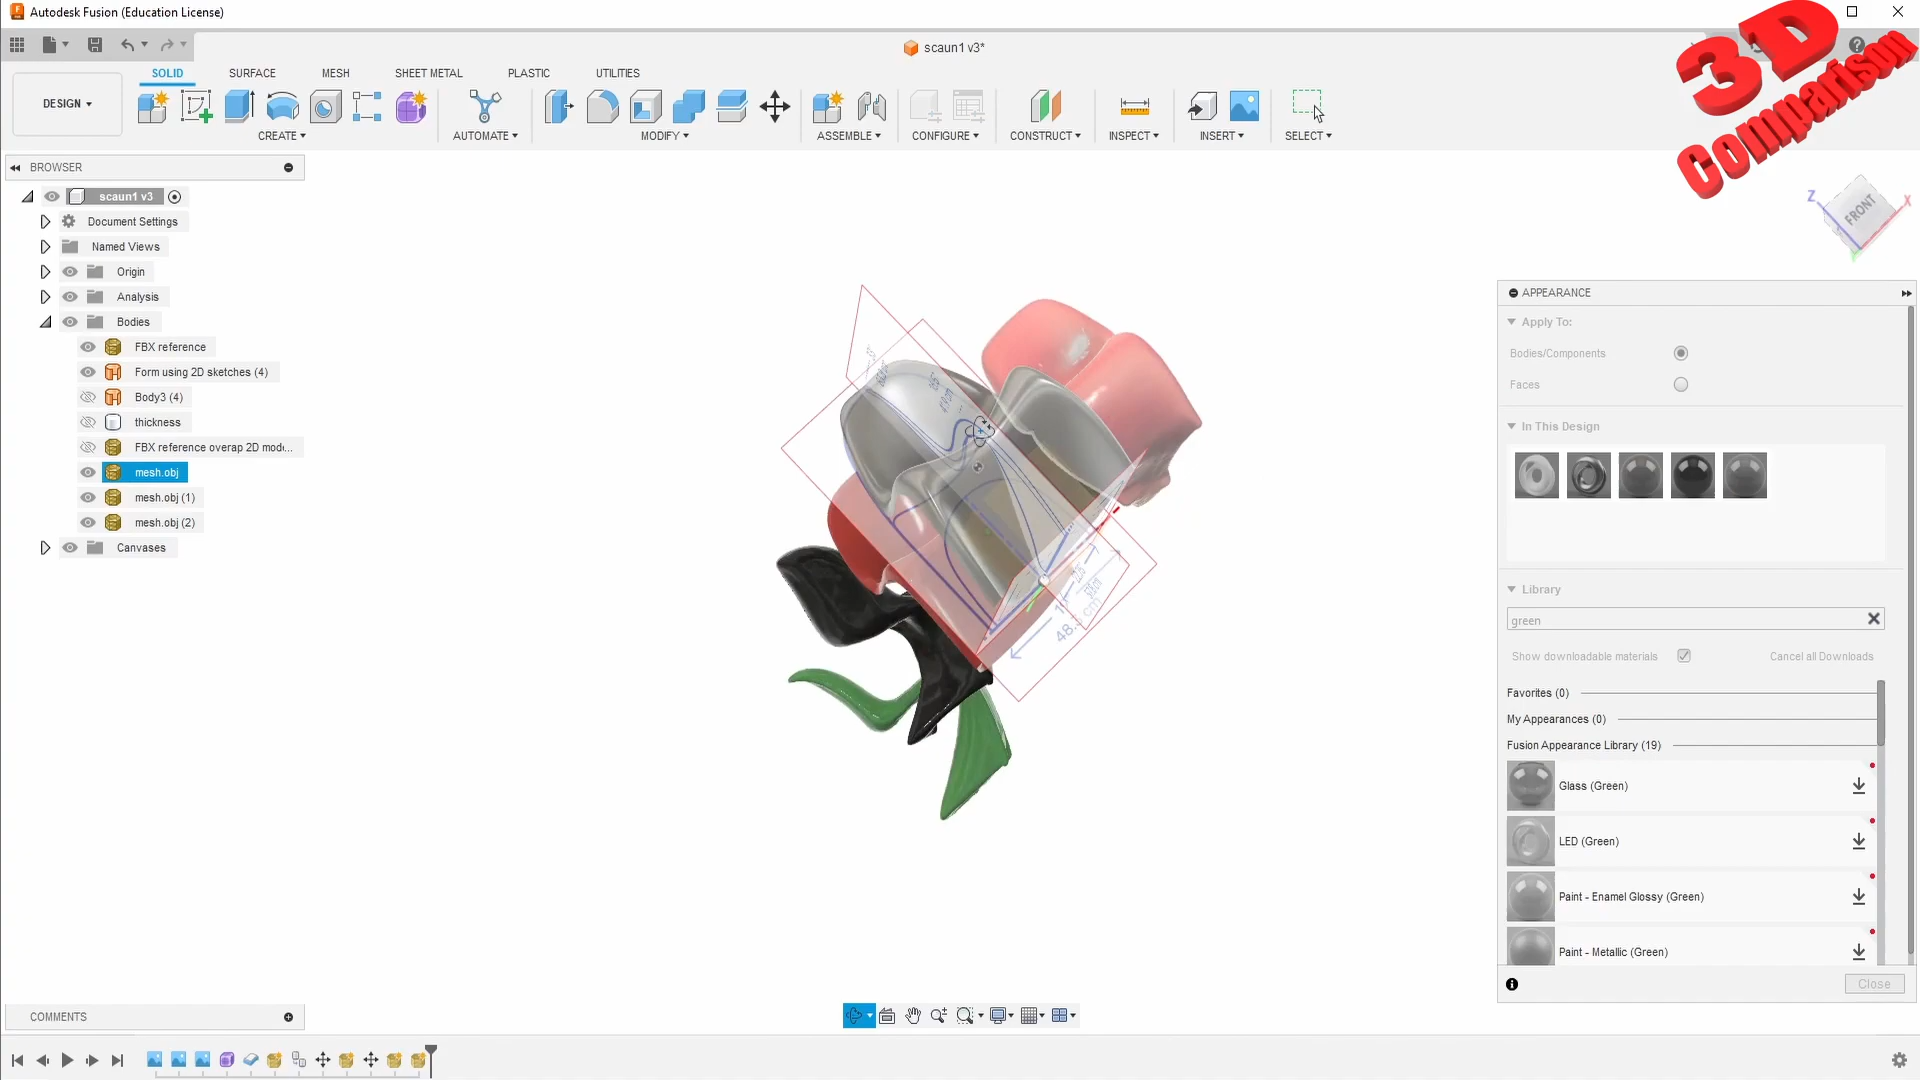 Autodesk Fusion (Education License)
scaun1 v3*
3D
Comparison
SOLID
SURFACE
MESH
SHEET METAL
PLASTIC
UTILITIES
DESIGN
CREATE
AUTOMATE
MODIFY
ASSEMBLE
CONFIGURE
CONSTRUCT
INSPECT
INSERT
SELECT
BROWSER
scaun1 v3
Document Settings
Named Views
Origin
Analysis
Bodies
FBX reference
Form using 2D sketches (4)
Body3 (4)
thickness
FBX reference overap 2D mod...
mesh.obj
mesh.obj (1)
mesh.obj (2)
Canvases
Z
X
FRONT
APPEARANCE
Apply To:
Bodies/Components
Faces
In This Design
Library
green
Show downloadable materials
Cancel all Downloads
Favorites (0)
My Appearances (0)
Fusion Appearance Library (19)
Glass (Green)
LED (Green)
Paint - Enamel Glossy (Green)
Paint - Metallic (Green)
Close
COMMENTS